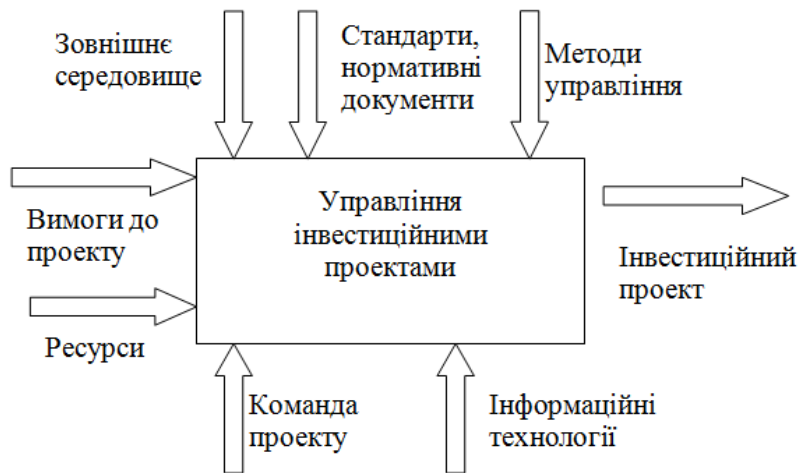 Зовнішнє
середовище
Стандарти,
нормативні
документи
Методи
управління
Вимоги до
проекту
Управління
інвестиційними
проектами
Інвестиційний
проект
Ресурси
Команда
проекту
Інформаційні
технології